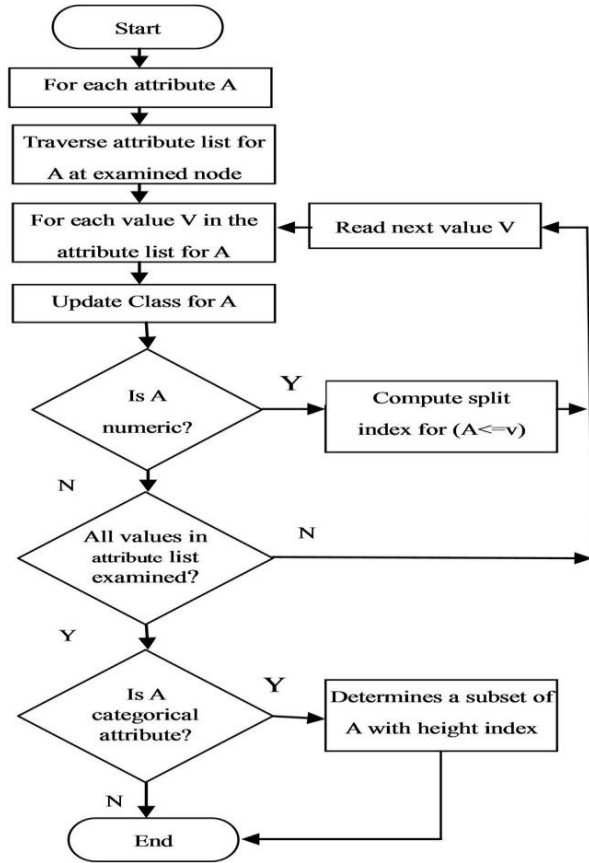 Start
For each attribute A
Traverse attribute list for
A at examined node
For each value V in the
attribute list for A
Read next value V
Update Class for A
Is A
numeric?
Y
Compute split
index for (A<=v)
N
All values in
attribute list
examined?
N
Y
Is A
categorical
attribute?
Y
Determines a subset of
A with height index
N
End